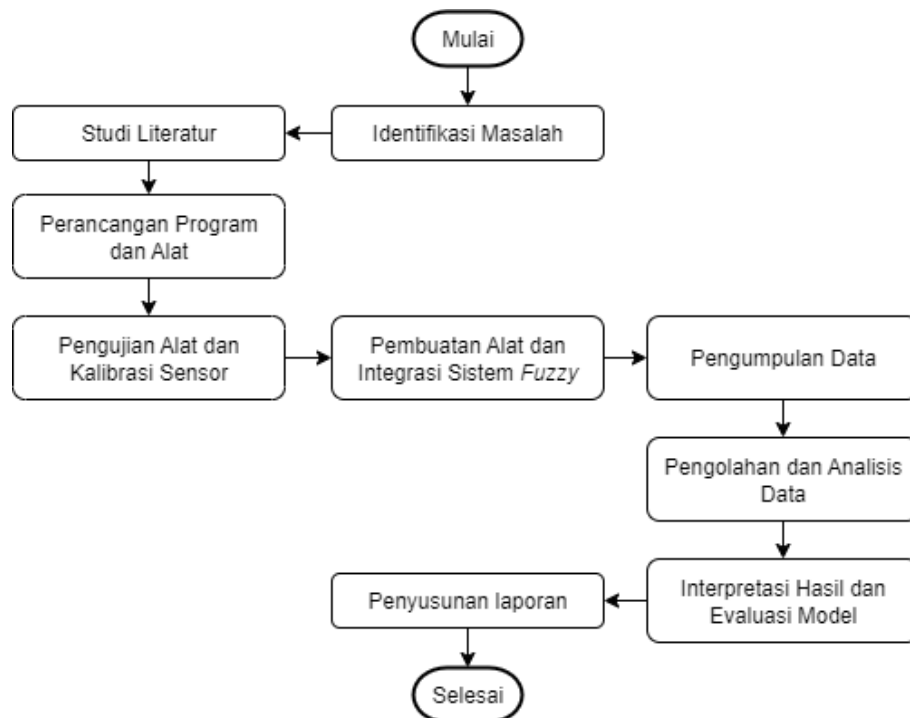 Mulai
Identifikasi Masalah
Studi Literatur
Perancangan Program
dan Alat
Pengujian Alat dan
Kalibrasi Sensor
Pembuatan Alat dan
Integrasi Sistem Fuzzy
Pengumpulan Data
Pengolahan dan Analisis
Data
Interpretasi Hasil dan
Evaluasi Model
Penyusunan laporan
Selesai